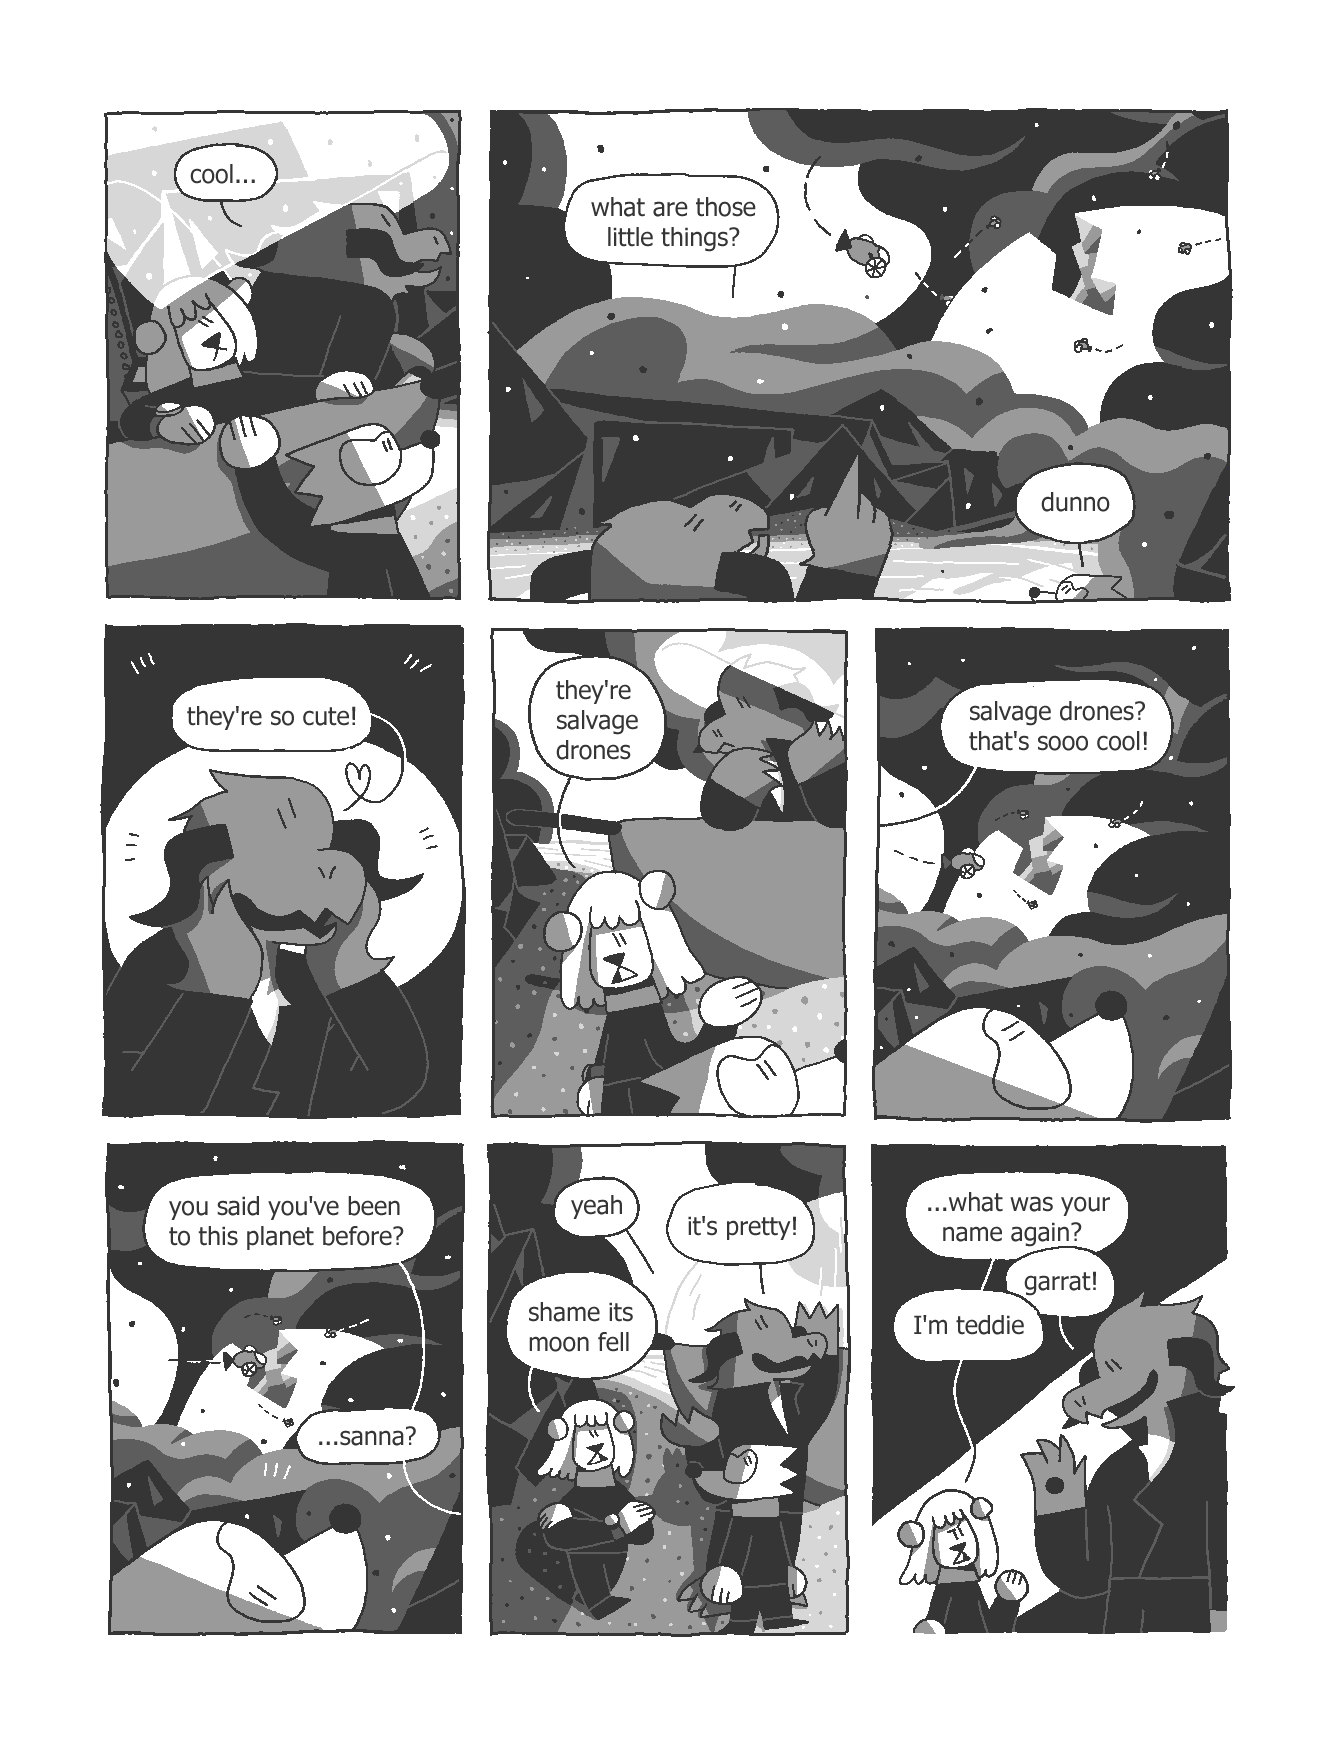 cool...
what are those
little things?
dunno
they're so cute!
they're
salvage
drones
salvage drones?
that's sooo cool!
you said you've been
to this planet before?
...sanna?
yeah
it's pretty!
shame its
moon fell
...what was your
name again?
garrat!
I'm teddie